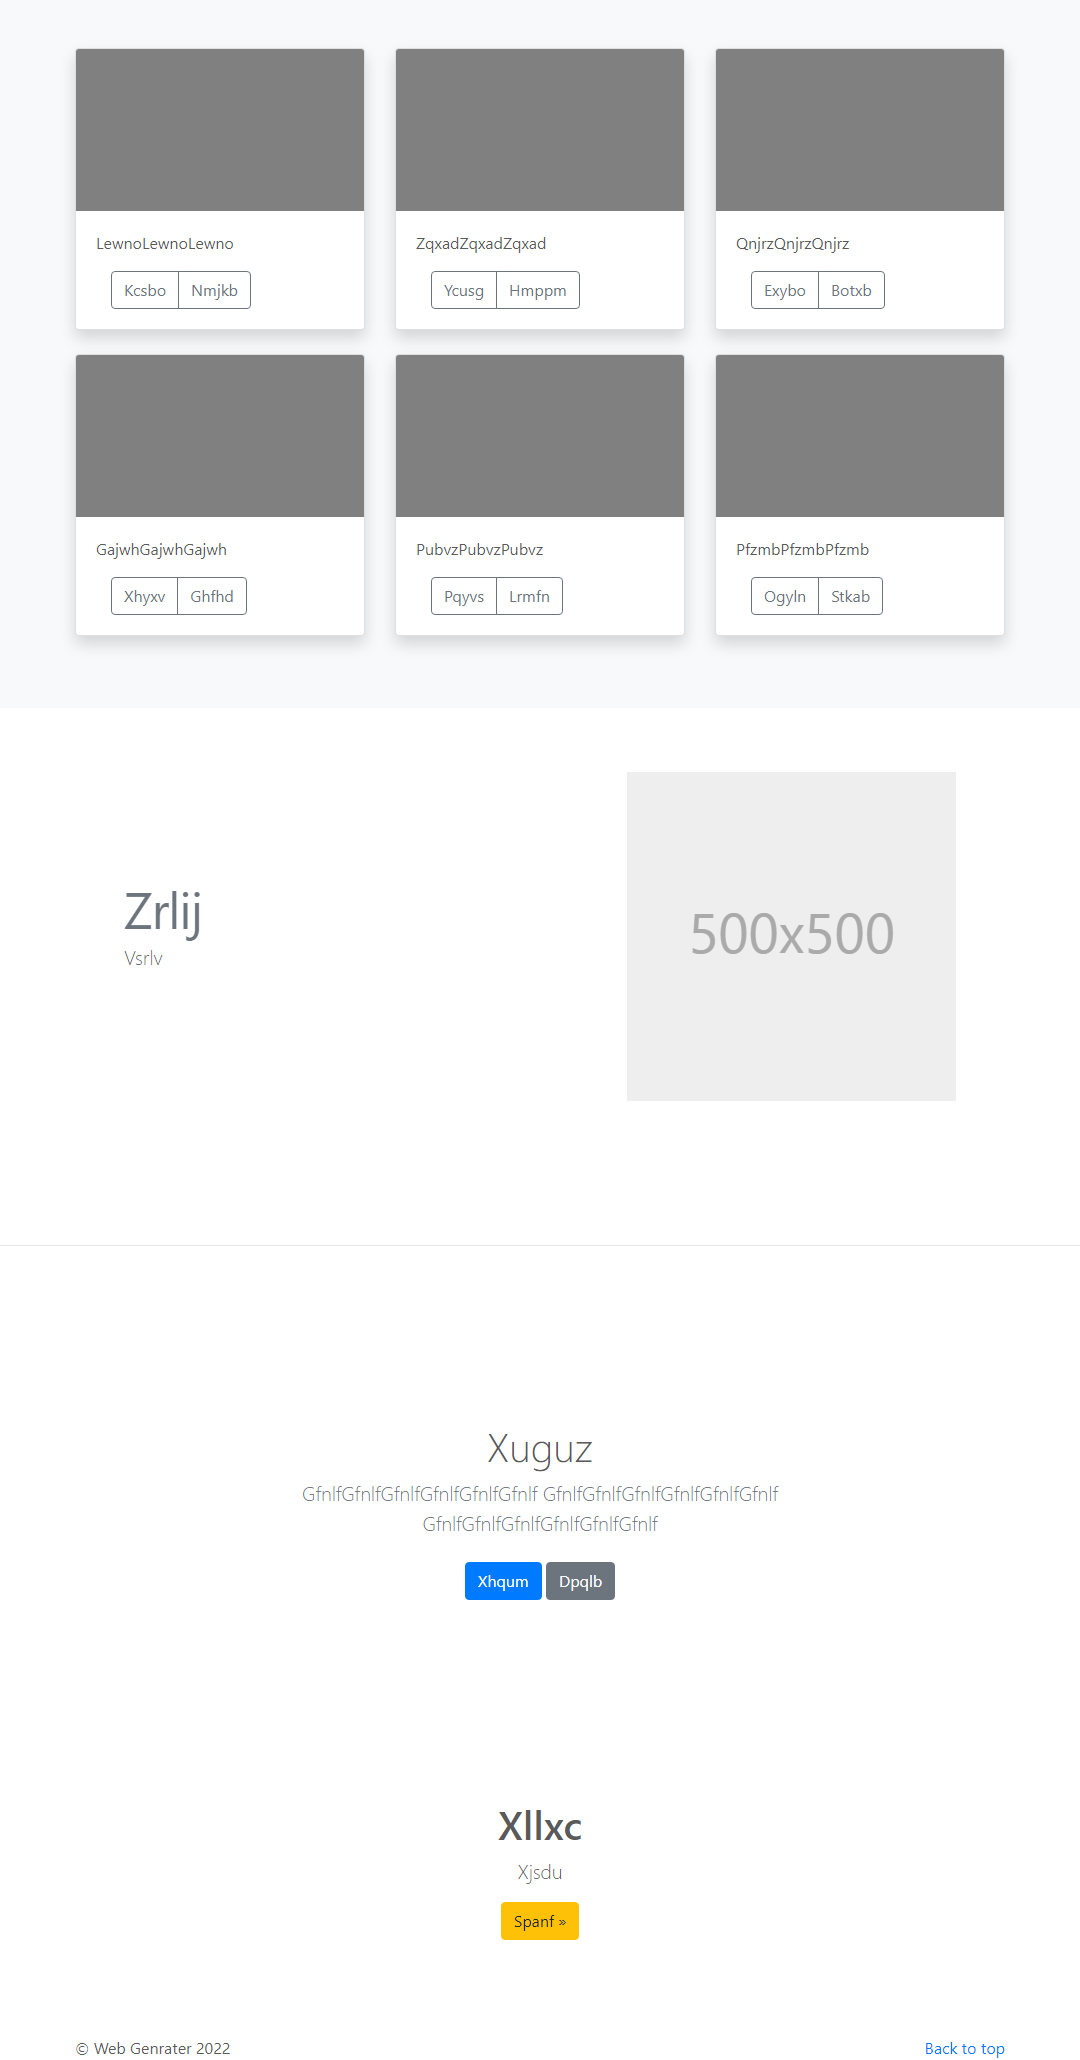 LewnoLewnoLewno
ZqxadZqxadZqxad
QnjrzQnjrzQnjrz
Kcsbo Nmjkb
Ycusg Hmppm
Exybo Botxb
GajwhGajwhGajwh
PubvzPubvzPubvz
PfzmbPfzmbPfzmb
Xhyxv Ghfhd
Pqyvs Lrmfn
Ogyln Stkab
Zrlij
Vsrlv
500x500
Xuguz
GfnlfGfnlfGfnlfGfnlfGfnlfGfnlf GfnlfGfnlfGfnlfGfnlfGfnlfGfnlf
GfnlfGfnlfGfnlfGfnlfGfnlfGfnlf
Xhqum Dpqlb
Xllxc
Xjsdu
Spanf »
© Web Genrater 2022
Back to top